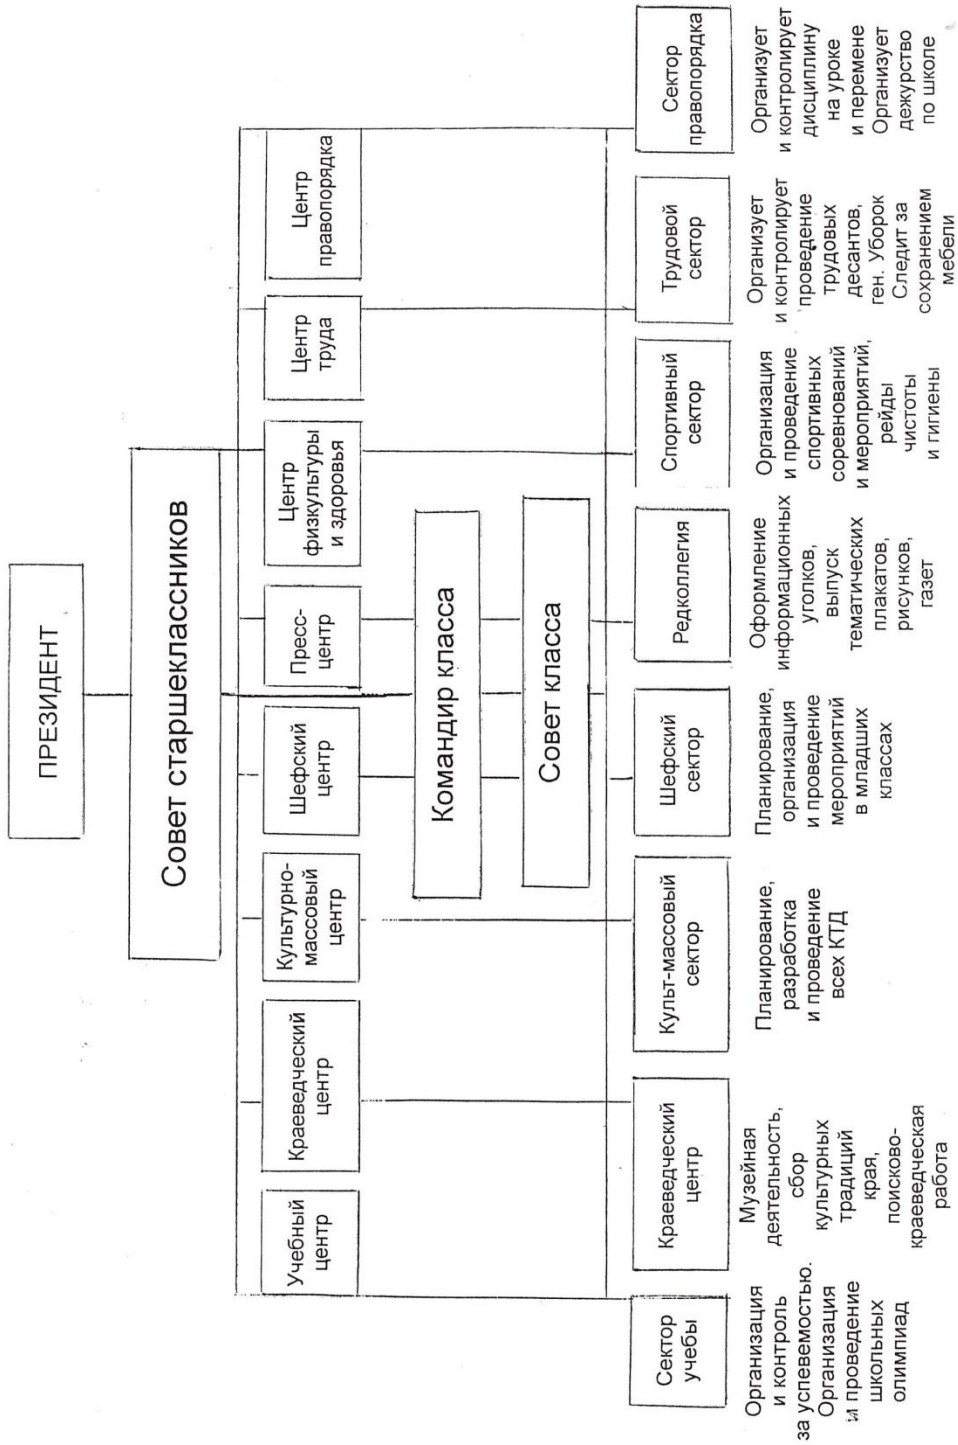 ПРЕЗИДЕНТ
Совет старшеклассников
Учебный
центр
Краеведческий
центр
Культурно-
массовый
центр
Шефский
центр
Пресс-
центр
Центр
физкультуры
и здоровья
Центр
труда
Центр
правопорядка
Командир класса
Совет класса
Сектор
учебы
Краеведческий
центр
Культ-массовый
сектор
Шефский
сектор
Редколлегия
Спортивный
сектор
Трудовой
сектор
Сектор
правопорядка
Организация
и контроль
за успевемостью.
Организация
и проведение
школьных
олимпиад
Музейная
деятельность,
сбор
культурных
традиций
края,
поисково-
краеведческая
работа
Планирование,
разработка
и проведение
всех КТД
Планирование,
организация
и проведение
мероприятий
в младших
классах
Оформление
информационных
уголков,
выпуск
тематических
плакатов,
рисунков,
газет
Организация
и проведение
спортивных
соревнований
и мероприятий,
рейды
чистоты
и гигиены
Организует
и контролирует
проведение
трудовых
десантов,
ген. Уборок
Следит за
сохранением
мебели
Организует
и контролирует
дисциплину
на уроке
и перемене
Организует
дежурство
по школе